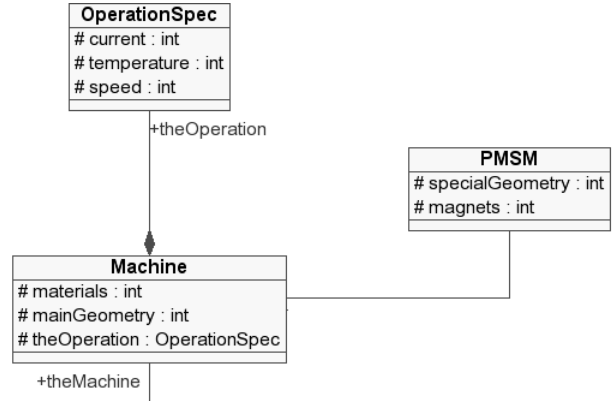 OperationSpec
# current : int
# temperature : int
# speed : int
+theOperation
PMSM
# specialGeometry : int
# magnets : int
Machine
# materials : int
# mainGeometry : int
# theOperation : OperationSpec
+theMachine